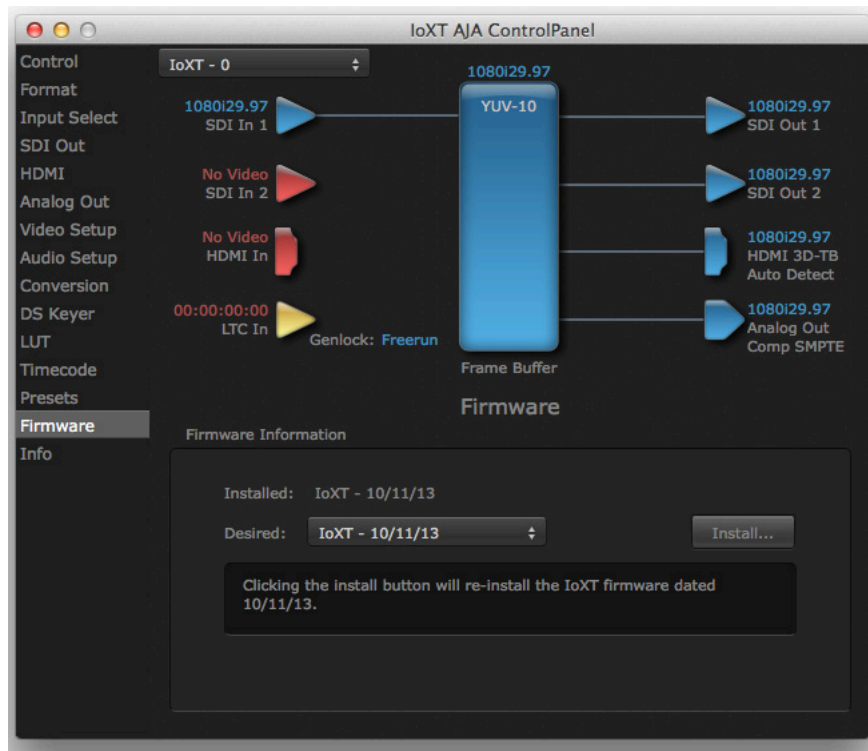 IoXT AJA ControlPanel
Control
Format
Input Select
SDI Out
HDMI
Analog Out
Video Setup
Audio Setup
Conversion
DS Keyer
LUT
Timecode
Presets
Firmware
Info
IoXT - 0
1080i29.97
YUV-10
1080i29.97
SDI In 1
No Video
SDI In 2
No Video
HDMI In
00:00:00:00
LTC In
Genlock: Freerun
Frame Buffer
1080i29.97
SDI Out 1
1080i29.97
SDI Out 2
1080i29.97
HDMI 3D-TB
Auto Detect
1080i29.97
Analog Out
Comp SMPTE
Firmware
Firmware Information
Installed: IoXT - 10/11/13
Desired: IoXT - 10/11/13
Install...
Clicking the install button will re-install the IoXT firmware dated
10/11/13.